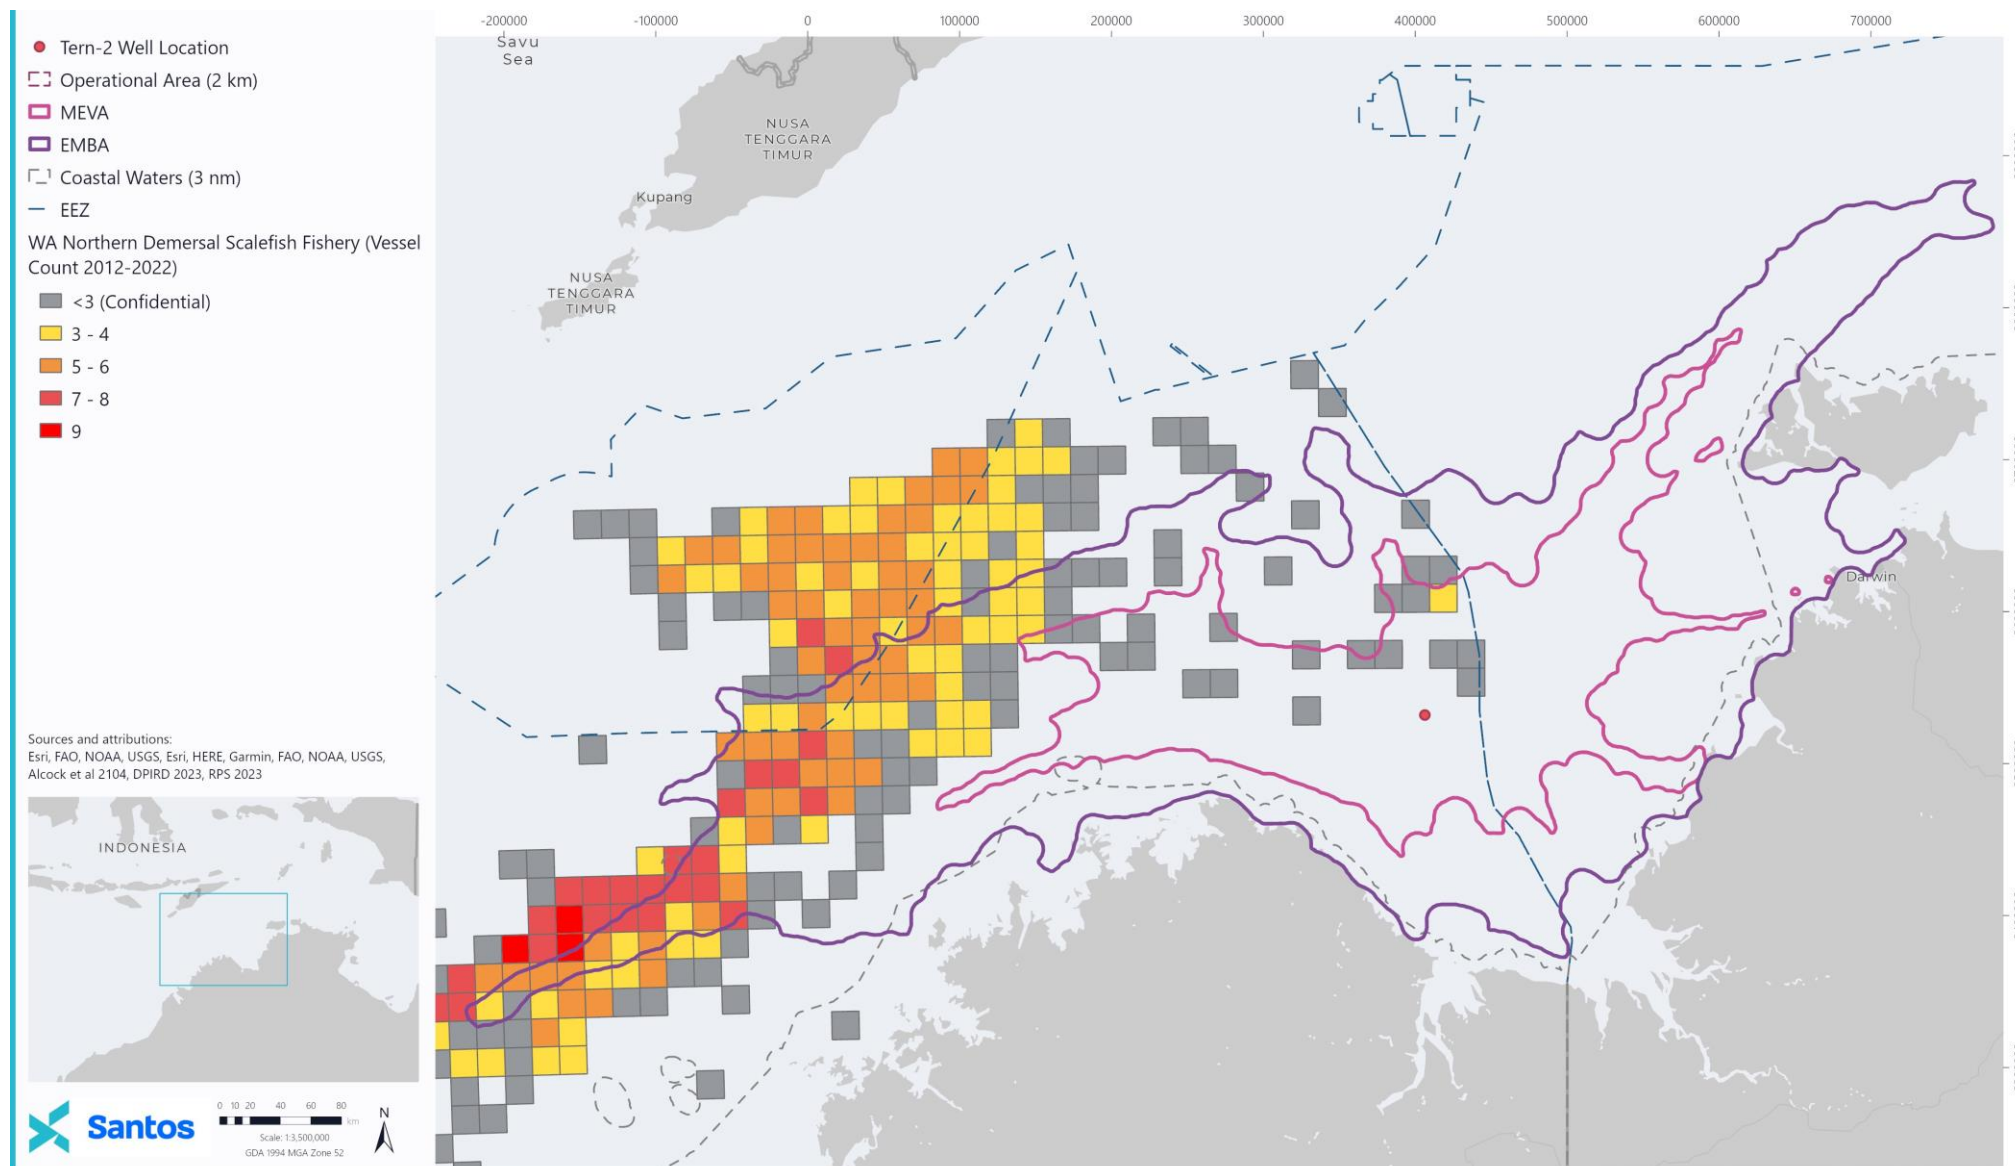 -200000
-100000
0
100000
200000
300000
400000
500000
600000
700000
Tern-2 Well Location
Operational Area (2 km)
MEVA
EMBA
Coastal Waters (3 nm)
EEZ
WA Northern Demersal Scalefish Fishery (Vessel
Count 2012-2022)
<3 (Confidential)
3 - 4
5 - 6
7 - 8
9
Savu
Sea
NUSA
TENGGARA
TIMUR
Kupang
NUSA
TENGGARA
TIMUR
Darwin
Sources and attributions:
Esri, FAO, NOAA, USGS, Esri, HERE, Garmin, FAO, NOAA, USGS,
Alcock et al 2104, DPIRD 2023, RPS 2023
INDONESIA
Santos
0 10 20 40 60 80
km
Scale: 1:3,500,000
GDA 1994 MGA Zone 52
N